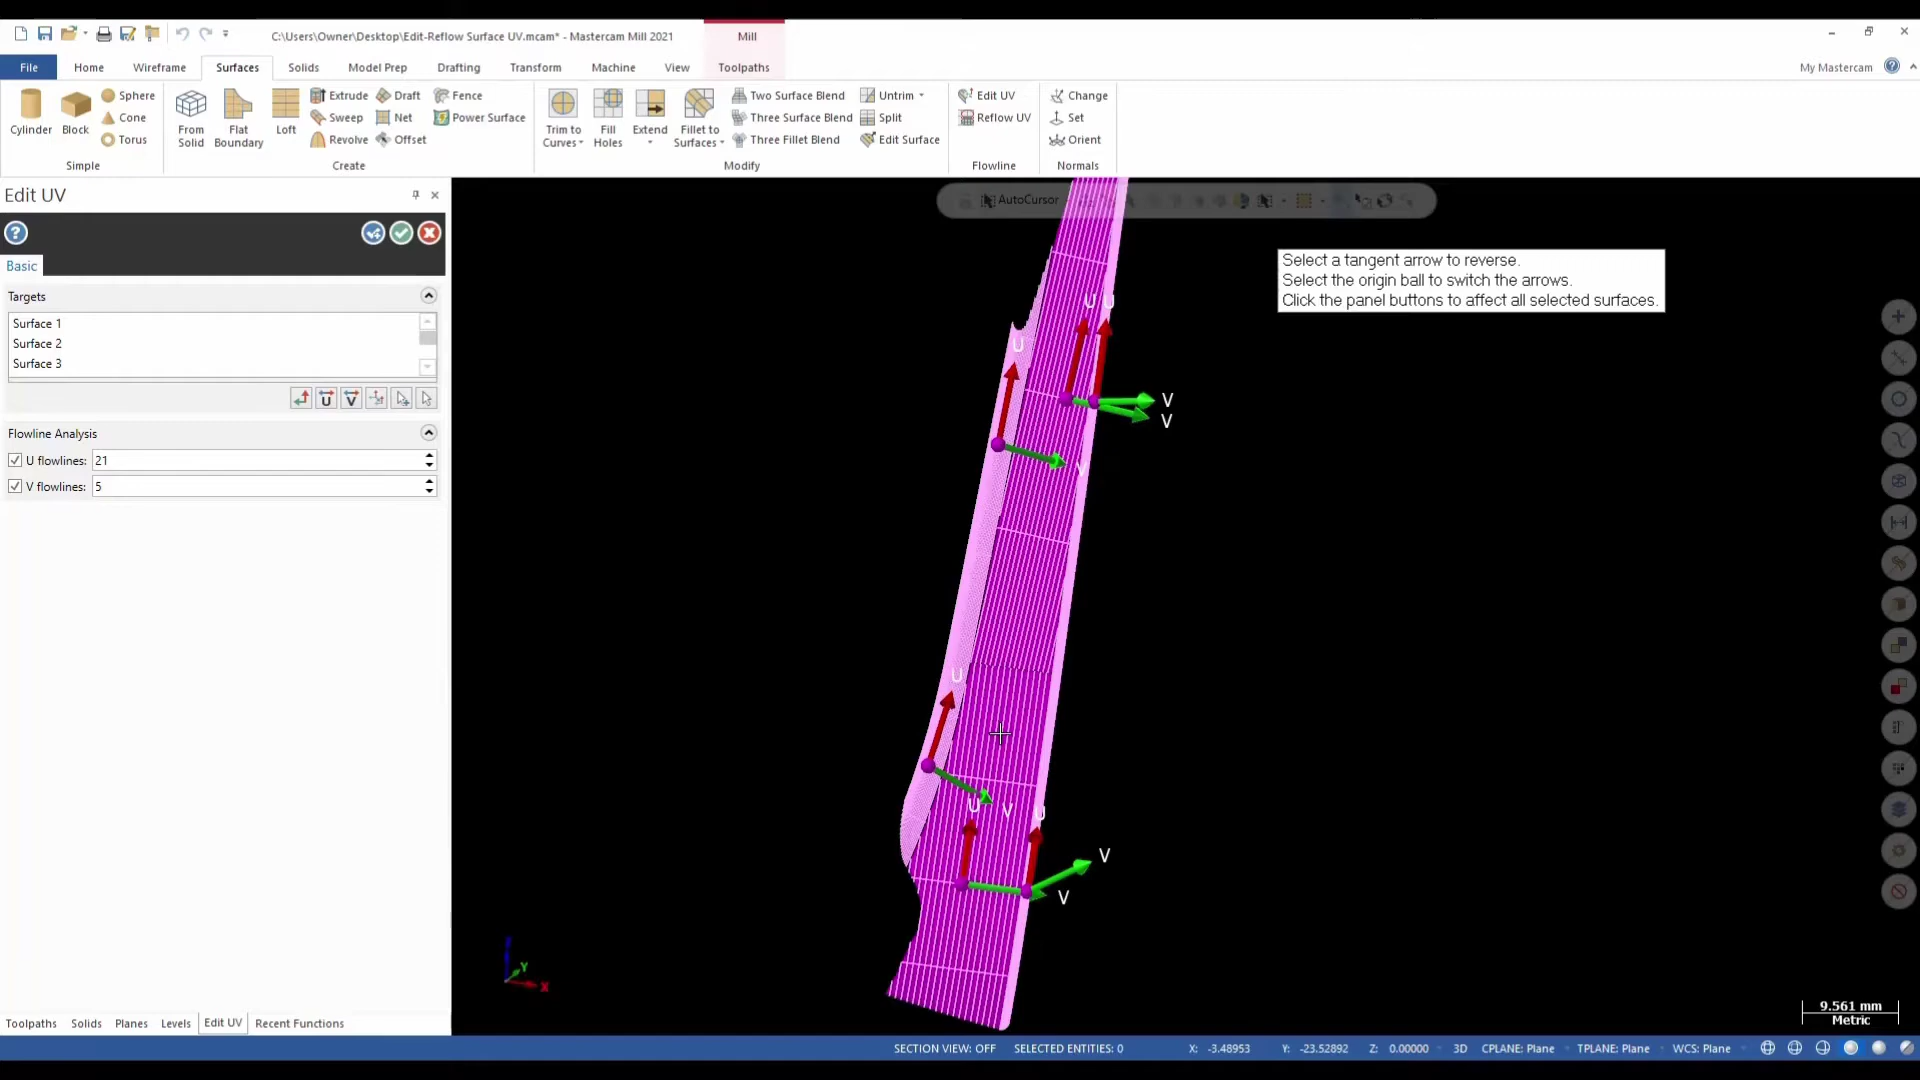 C:\Users\Owner\Desktop\Edit-Reflow Surface UV.mcam* - Mastercam Mill 2021
Mill
File
Home
Wireframe
Surfaces
Solids
Model Prep
Drafting
Transform
Machine
View
Toolpaths
My Mastercam
Cylinder
Block
Sphere
Cone
Torus
Simple
From Solid
Flat Boundary
Loft
Extrude
Sweep
Revolve
Draft
Net
Offset
Fence
Power Surface
Create
Trim to Curves
Fill Holes
Extend
Fillet to Surfaces
Two Surface Blend
Three Surface Blend
Three Fillet Blend
Untrim
Split
Edit Surface
Modify
Edit UV
Reflow UV
Flowline
Change
Set
Orient
Normals
Edit UV
Basic
Targets
Surface 1
Surface 2
Surface 3
U
V
Flowline Analysis
U flowlines: 21
V flowlines: 5
AutoCursor
Select a tangent arrow to reverse.
Select the origin ball to switch the arrows.
Click the panel buttons to affect all selected surfaces.
U
U
U
V
V
V
U
U
V
U
V
V
Z
Y
X
9.561 mm
Metric
Toolpaths
Solids
Planes
Levels
Edit UV
Recent Functions
SECTION VIEW: OFF
SELECTED ENTITIES: 0
X: -3.48953
Y: -23.52892
Z: 0.00000
3D
CPLANE: Plane
TPLANE: Plane
WCS: Plane